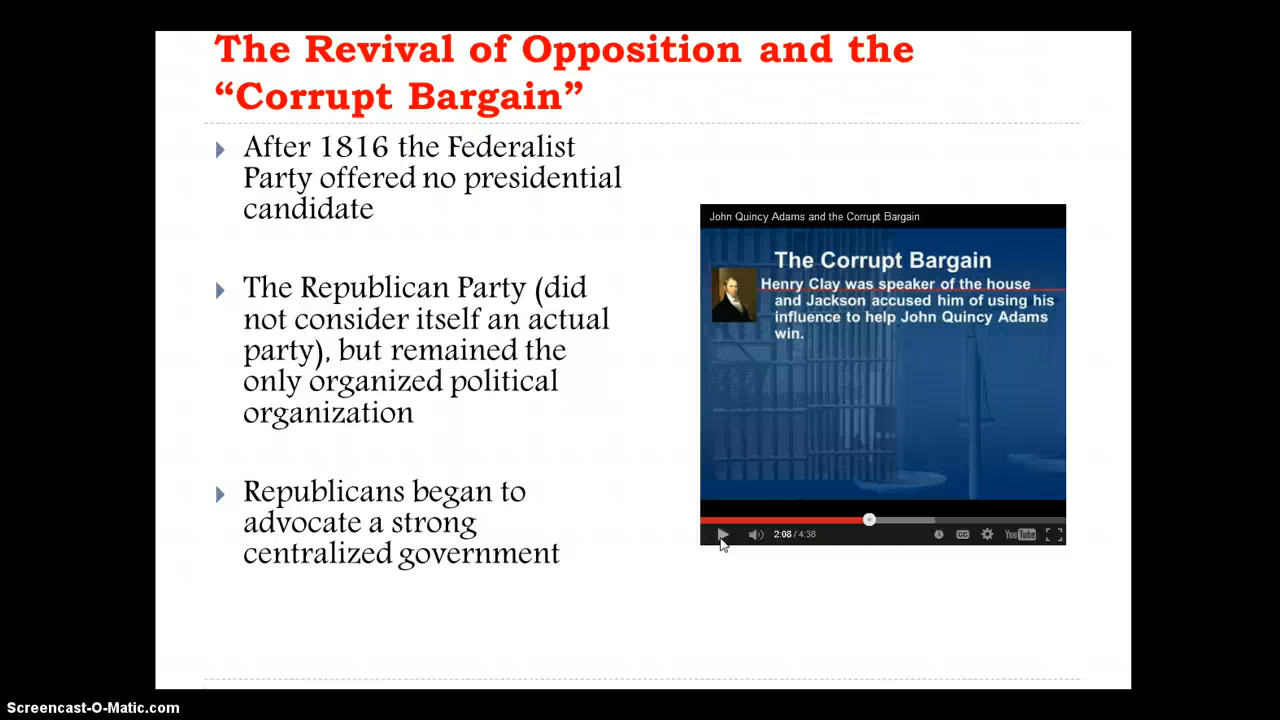 The Revival of Opposition and the
“Corrupt Bargain”
After 1816 the Federalist
Party offered no presidential
candidate
The Republican Party (did
not consider itself an actual
party), but remained the
only organized political
organization
Republicans began to
advocate a strong
centralized government
John Quincy Adams and the Corrupt Bargain
The Corrupt Bargain
Henry Clay was speaker of the house
and Jackson accused him of using his
influence to help John Quincy Adams
win.
2:08 / 4:38
CC
YouTube
Screencast-O-Matic.com